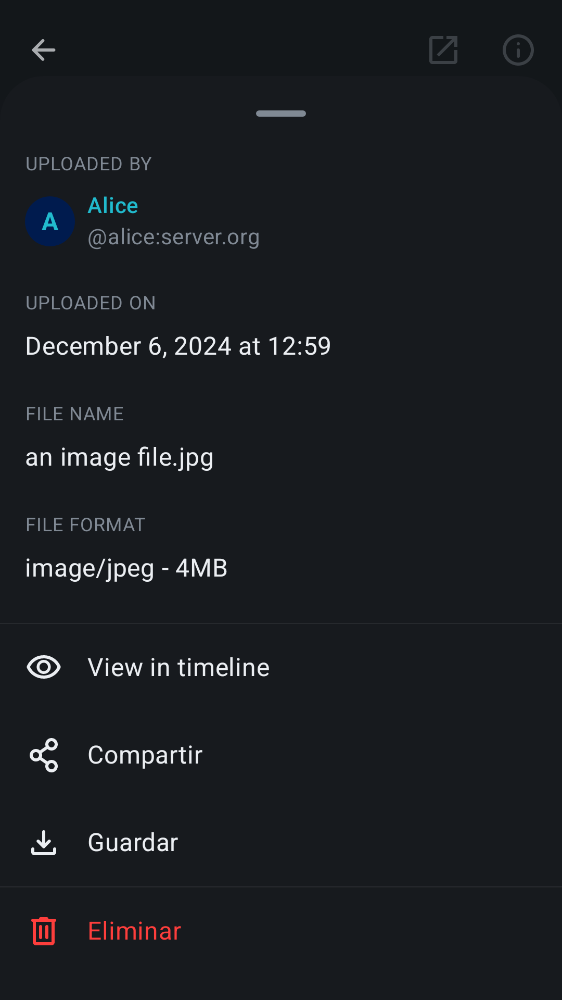 UPLOADED BY
A
Alice
@alice:server.org
UPLOADED ON
December 6, 2024 at 12:59
FILE NAME
an image file.jpg
FILE FORMAT
image/jpeg - 4MB
View in timeline
Compartir
Guardar
Eliminar